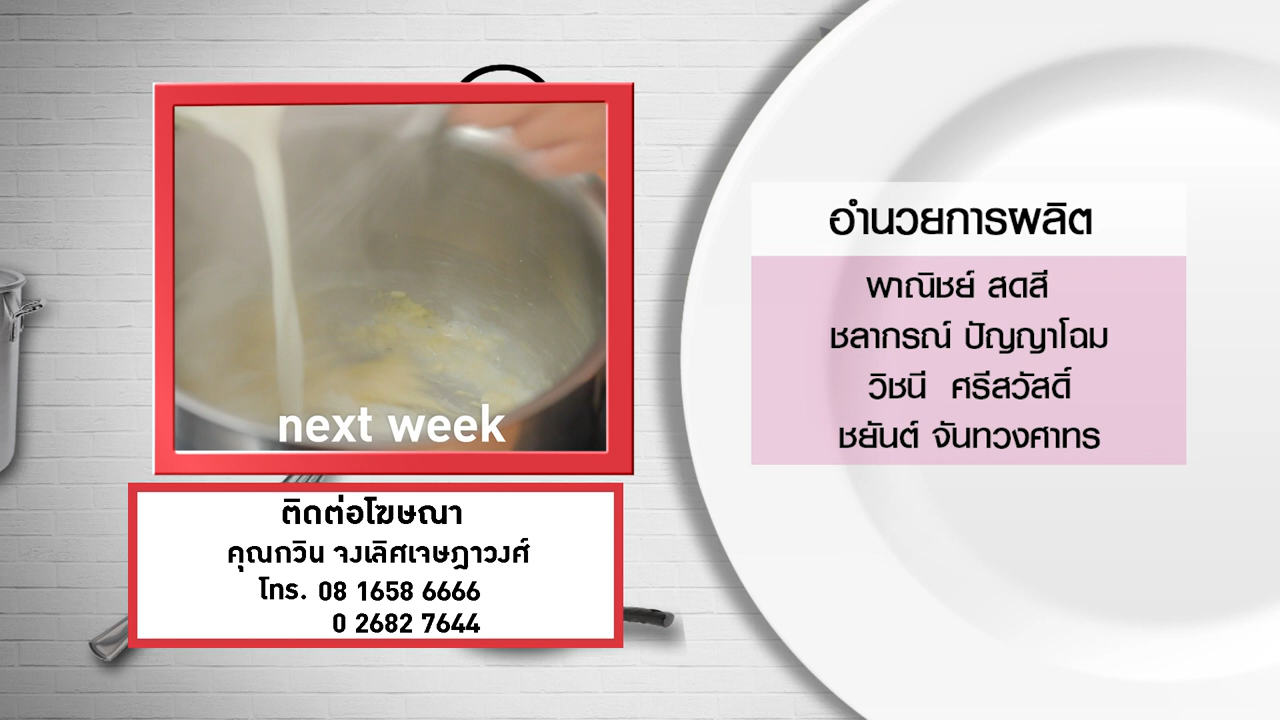 next week
ติดต่อโฆษณา
คุณกวิน จงเลิศเจษฎาวงศ์
โทร. 08 1658 6666
0 2682 7644
อำนวยการผลิต
พาณิชย์ สดสี
ชลากรณ์ ปัญญาโฉม
วิชนี ศรีสวัสดิ์
ชยันต์ จันทวงศาทร